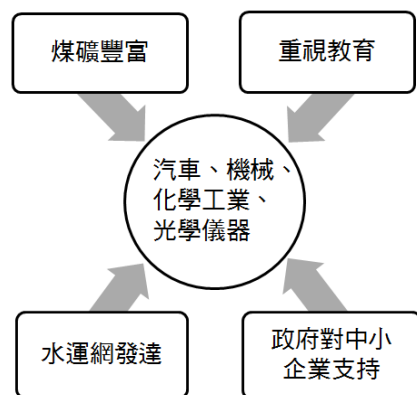 煤礦豐富
重視教育
汽車、機械、
化學工業、
光學儀器
水運網發達
政府對中小
企業支持